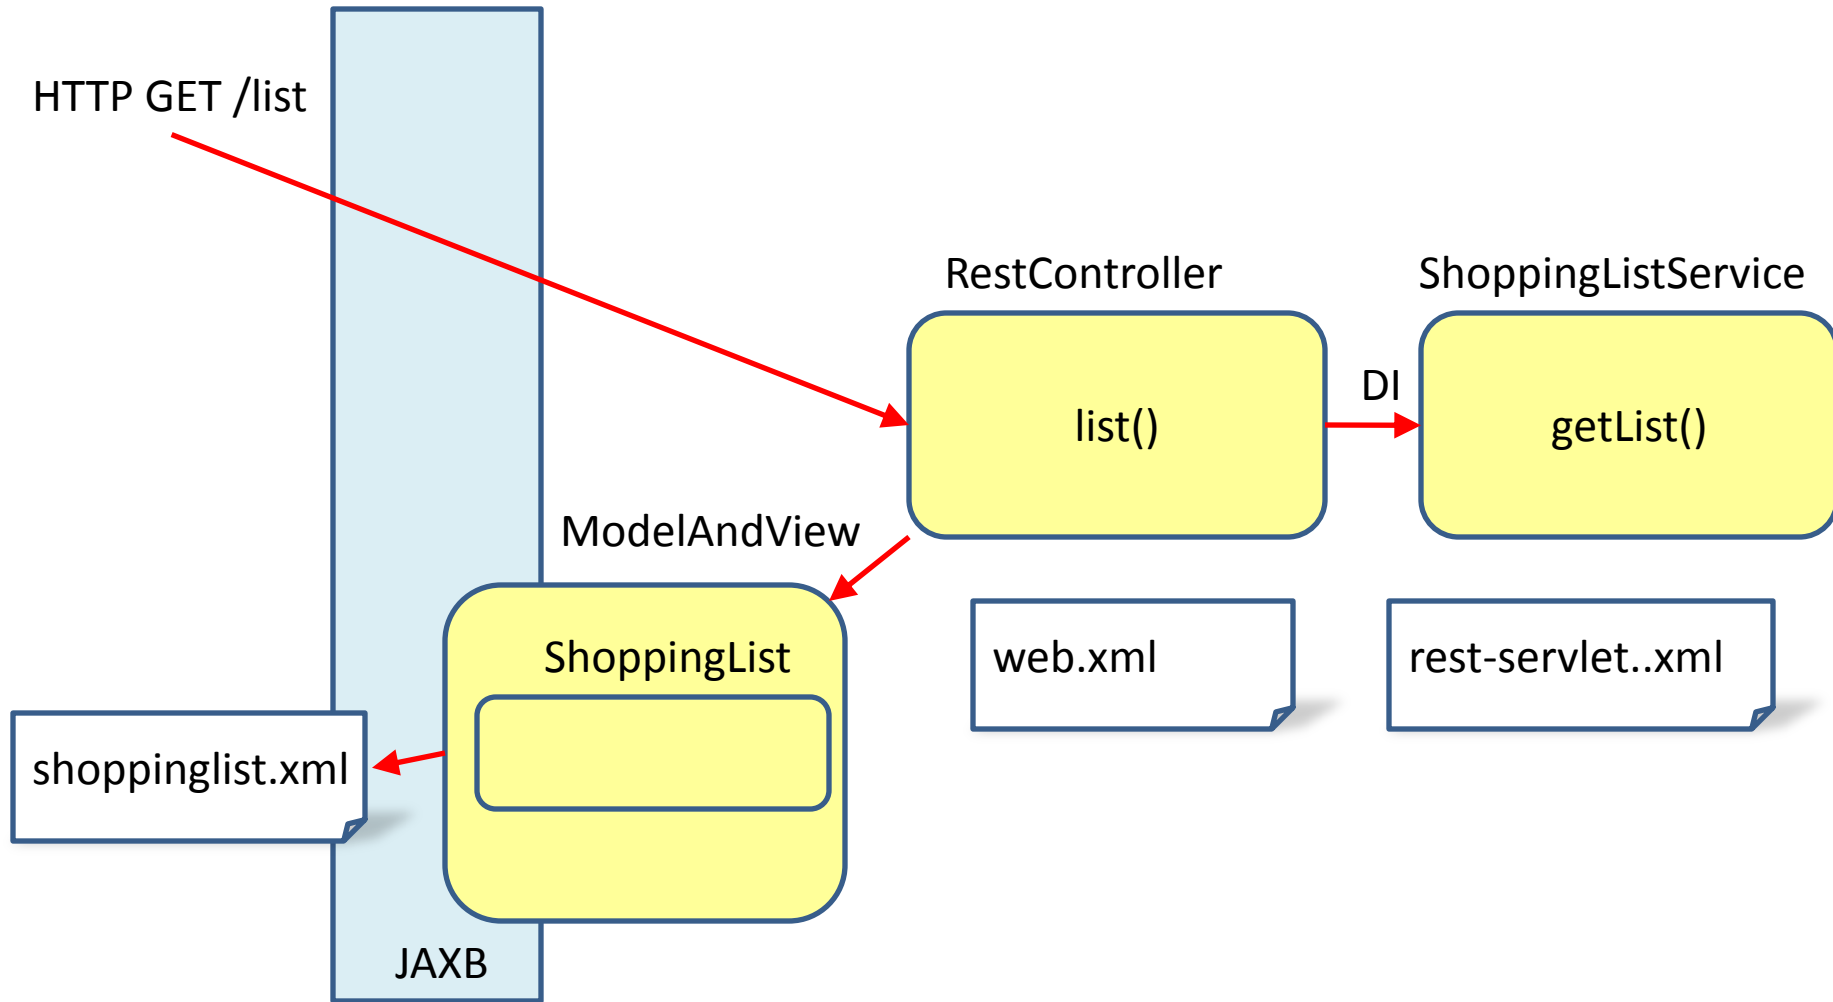 HTTP GET /list
RestController
ShoppingListService
list()
DI
getList()
ModelAndView
ShoppingList
web.xml
rest-servlet..xml
shoppinglist.xml
JAXB